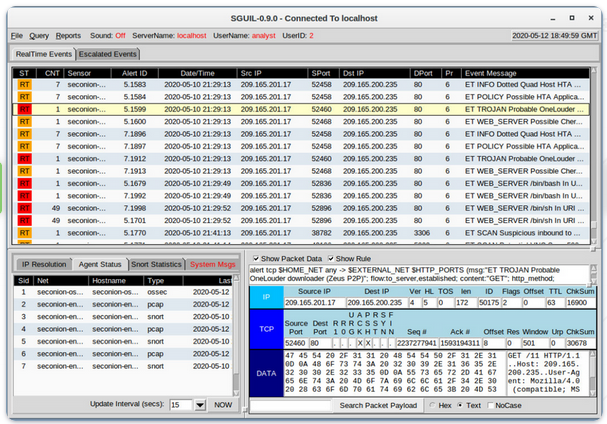 SGUIL-0.9.0 - Connected To localhost
File Query Reports Sound: Off ServerName: localhost UserName: analyst UserID: 2 2020-05-12 18:49:59 GMT
RealTime Events Escalated Events
ST CNT Sensor Alert ID Date/Time Src IP SPort Dst IP DPort Pr Event Message
RT 7 seconion-... 5.1583 2020-05-10 21:29:13 209.165.201.17 52458 209.165.200.235 80 6 ET INFO Dotted Quad Host HTA ...
RT 7 seconion-... 5.1584 2020-05-10 21:29:13 209.165.201.17 52458 209.165.200.235 80 6 ET POLICY Possible HTA Applica...
RT 1 seconion-... 5.1599 2020-05-10 21:29:13 209.165.201.17 52460 209.165.200.235 80 6 ET TROJAN Probable OneLouder ...
RT 1 seconion-... 5.1600 2020-05-10 21:29:13 209.165.201.17 52460 209.165.200.235 80 6 ET WEB_SERVER Possible Cher...
RT 7 seconion-... 7.1896 2020-05-10 21:29:13 209.165.201.17 52458 209.165.200.235 80 6 ET INFO Dotted Quad Host HTA ...
RT 7 seconion-... 7.1897 2020-05-10 21:29:13 209.165.201.17 52458 209.165.200.235 80 6 ET POLICY Possible HTA Applica...
RT 1 seconion-... 7.1912 2020-05-10 21:29:13 209.165.201.17 52460 209.165.200.235 80 6 ET TROJAN Probable OneLouder ...
RT 1 seconion-... 7.1913 2020-05-10 21:29:13 209.165.201.17 52460 209.165.200.235 80 6 ET WEB_SERVER Possible Cher...
RT 1 seconion-... 5.1679 2020-05-10 21:29:49 209.165.201.17 52836 209.165.200.235 80 6 ET WEB_SERVER /bin/bash In U...
RT 1 seconion-... 7.1992 2020-05-10 21:29:49 209.165.201.17 52836 209.165.200.235 80 6 ET WEB_SERVER /bin/bash In U...
RT 49 seconion-... 7.1998 2020-05-10 21:29:52 209.165.201.17 52896 209.165.200.235 80 6 ET WEB_SERVER /bin/sh In URI ...
RT 49 seconion-... 5.1701 2020-05-10 21:29:52 209.165.201.17 52896 209.165.200.235 80 6 ET WEB_SERVER /bin/sh In URI ...
RT 1 seconion-... 5.1770 2020-05-10 21:41:13 209.165.201.17 38782 209.165.200.235 3306 6 ET SCAN Suspicious inbound to ...
IP Resolution Agent Status Snort Statistics System Msgs
Sid Net Hostname Type Last
1 seconion-os... seconion-os... ossec 2020-
2 seconion-en... seconion-en... pcap 2020-
3 seconion-en... seconion-en... snort 2020-
5 seconion-en... seconion-en... snort 2020-
6 seconion-en... seconion-en... pcap 2020-
7 seconion-en... seconion-en... snort 2020-
Update Interval (secs): 15 NOW
Show Packet Data Show Rule
alert tcp $HOME_NET any -> $EXTERNAL_NET $HTTP_PORTS (msg:"ET TROJAN Probable
OneLouder downloader (Zeus P2P)"; flow:to_server,established; content:"GET"; http_method;
IP
Source IP Dest IP Ver HL TOS len ID Flags Offset TTL ChkSum
209.165.201.17 209.165.200.235 4 5 0 172 50175 2 0 63 16900
TCP
U A P R S F
Source Dest R R R C S S Y I
Port Port 1 0 G K H T N N Seq # Ack # Offset Res Window Urp ChkSum
52460 80 . . . X X . . . 2237277941 1594194311 8 0 501 0 30678
DATA
47 45 54 20 2F 31 31 20 48 54 54 50 2F 31 2E 31 GET /11 HTTP/1.1
0D 0A 48 6F 73 74 3A 20 32 30 39 2E 31 36 35 2E ..Host: 209.165.
32 30 30 2E 32 33 35 0D 0A 55 73 65 72 2D 41 67 200.235..User-Ag
65 6E 74 3A 20 4D 6F 7A 69 6C 6C 61 2F 34 2E 30 ent: Mozilla/4.0
20 28 63 6F 6D 70 61 74 69 62 6C 65 3B 20 4D 53 (compatible; MS
Search Packet Payload Hex Text NoCase